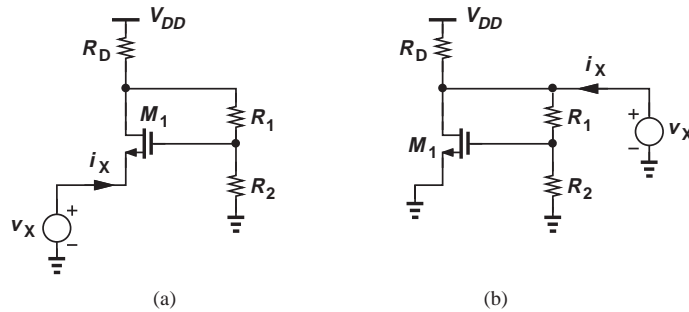 V_DD
R_D
M_1
R_1
i_X
R_2
v_X
+
−
(a)
V_DD
R_D
i_X
M_1
R_1
R_2
+
−
v_X
(b)